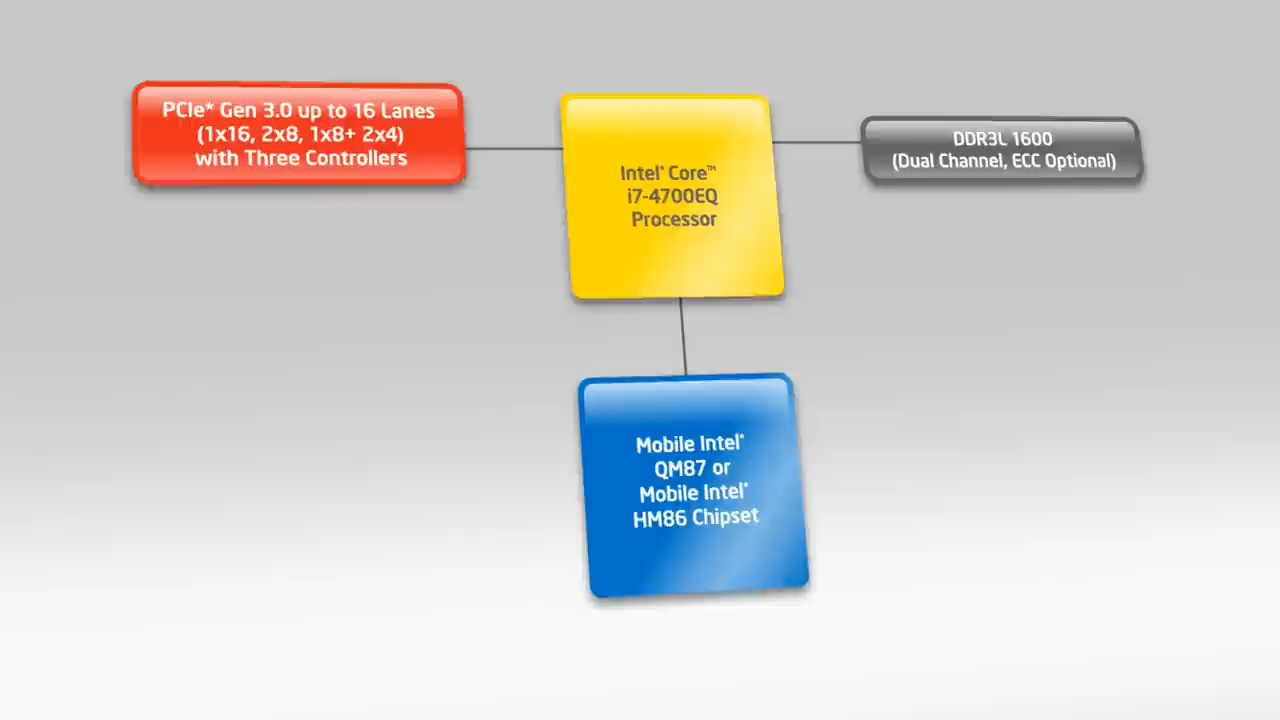 PCIe* Gen 3.0 up to 16 Lanes
(1x16, 2x8, 1x8+ 2x4)
with Three Controllers
Intel® Core™
i7-4700EQ
Processor
DDR3L 1600
(Dual Channel, ECC Optional)
Mobile Intel®
QM87 or
Mobile Intel®
HM86 Chipset